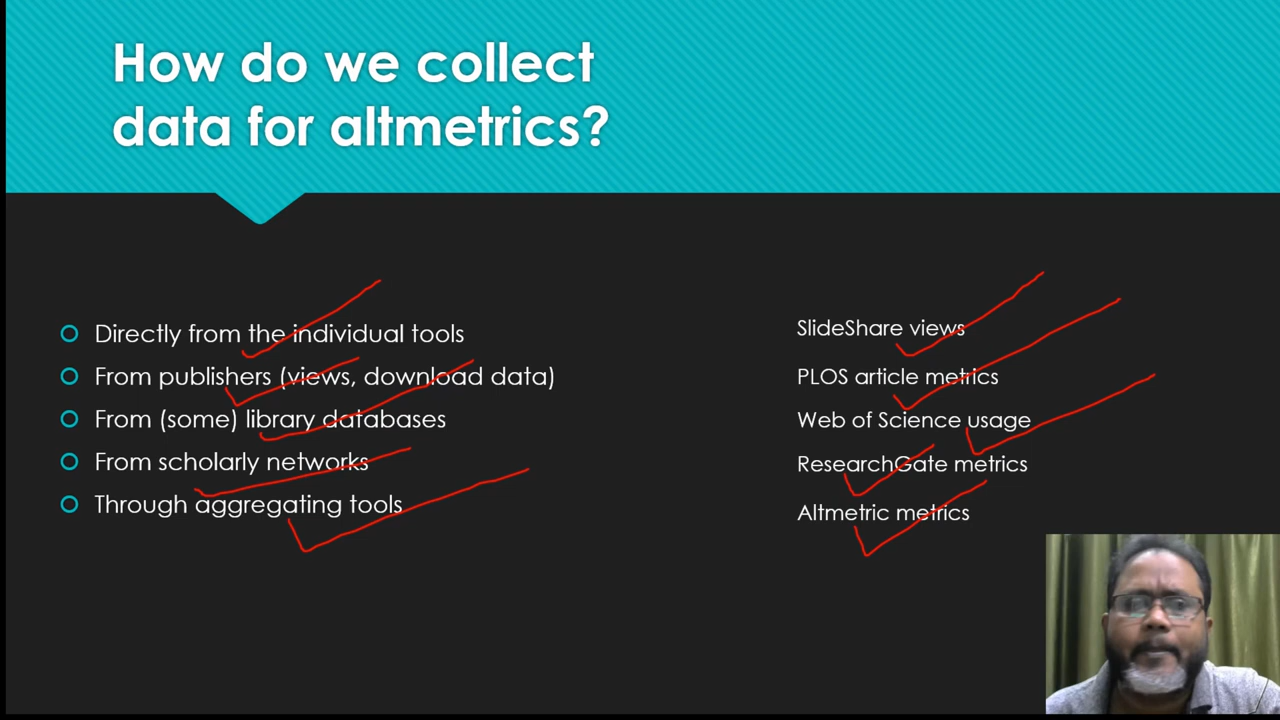 How do we collect
data for altmetrics?
Directly from the individual tools
From publishers (views, download data)
From (some) library databases
From scholarly networks
Through aggregating tools
SlideShare views
PLOS article metrics
Web of Science usage
ResearchGate metrics
Altmetric metrics